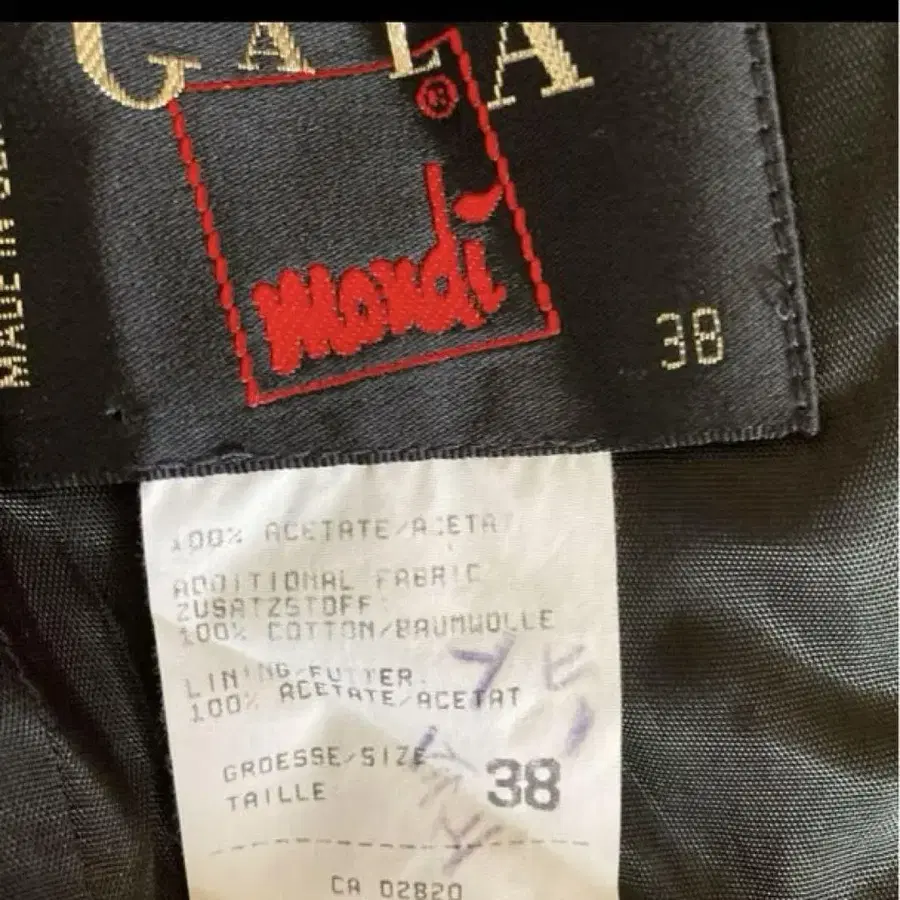 GALA
®
mondi
38
MADE IN
100% ACETATE/ACETAT
ADDITIONAL FABRIC
ZUSATZSTOFF:
100% COTTON/BAUMWOLLE
LINING/FUTTER:
100% ACETATE/ACETAT
GROESSE/SIZE
TAILLE 38
CA 02820